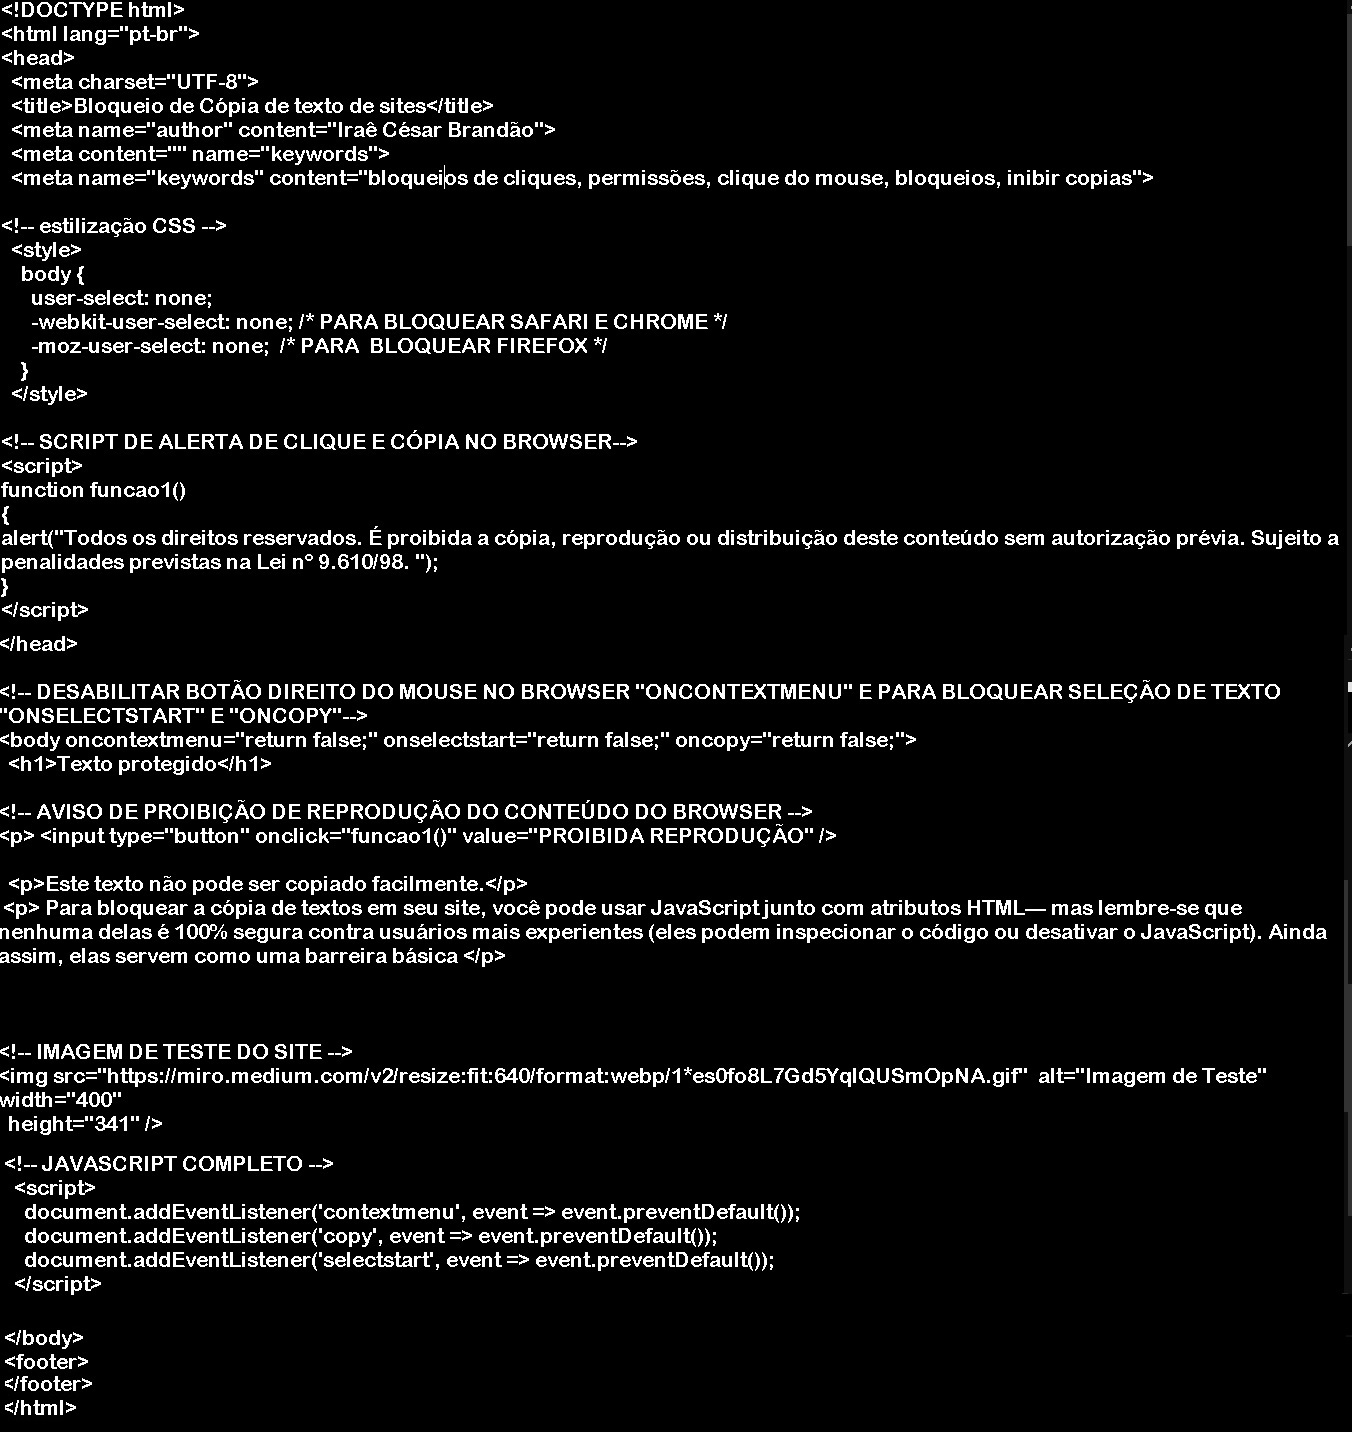 <!DOCTYPE html>
<html lang="pt-br">
<head>
<meta charset="UTF-8">
<title>Bloqueio de Cópia de texto de sites</title>
<meta name="author" content="Iraê César Brandão">
<meta content="" name="keywords">
<meta name="keywords" content="bloqueios de cliques, permissões, clique do mouse, bloqueios, inibir copias">
<!-- estilização CSS -->
<style>
body {
user-select: none;
-webkit-user-select: none; /* PARA BLOQUEAR SAFARI E CHROME */
-moz-user-select: none;  /* PARA  BLOQUEAR FIREFOX */
}
</style>
<!-- SCRIPT DE ALERTA DE CLIQUE E CÓPIA NO BROWSER-->
<script>
function funcao1()
{
alert("Todos os direitos reservados. É proibida a cópia, reprodução ou distribuição deste conteúdo sem autorização prévia. Sujeito a
penalidades previstas na Lei nº 9.610/98. ");
}
</script>
</head>
<!-- DESABILITAR BOTÃO DIREITO DO MOUSE NO BROWSER "ONCONTEXTMENU" E PARA BLOQUEAR SELEÇÃO DE TEXTO
"ONSELECTSTART" E "ONCOPY"-->
<body oncontextmenu="return false;" onselectstart="return false;" oncopy="return false;">
<h1>Texto protegido</h1>
<!-- AVISO DE PROIBIÇÃO DE REPRODUÇÃO DO CONTEÚDO DO BROWSER -->
<p> <input type="button" onclick="funcao1()" value="PROIBIDA REPRODUÇÃO" />
<p>Este texto não pode ser copiado facilmente.</p>
<p> Para bloquear a cópia de textos em seu site, você pode usar JavaScript junto com atributos HTML— mas lembre-se que
nenhuma delas é 100% segura contra usuários mais experientes (eles podem inspecionar o código ou desativar o JavaScript). Ainda
assim, elas servem como uma barreira básica </p>
<!-- IMAGEM DE TESTE DO SITE -->
<img src="https://miro.medium.com/v2/resize:fit:640/format:webp/1*es0fo8L7Gd5YqlQUSmOpNA.gif"  alt="Imagem de Teste"
width="400"
height="341" />
<!-- JAVASCRIPT COMPLETO -->
<script>
document.addEventListener('contextmenu', event => event.preventDefault());
document.addEventListener('copy', event => event.preventDefault());
document.addEventListener('selectstart', event => event.preventDefault());
</script>
</body>
<footer>
</footer>
</html>